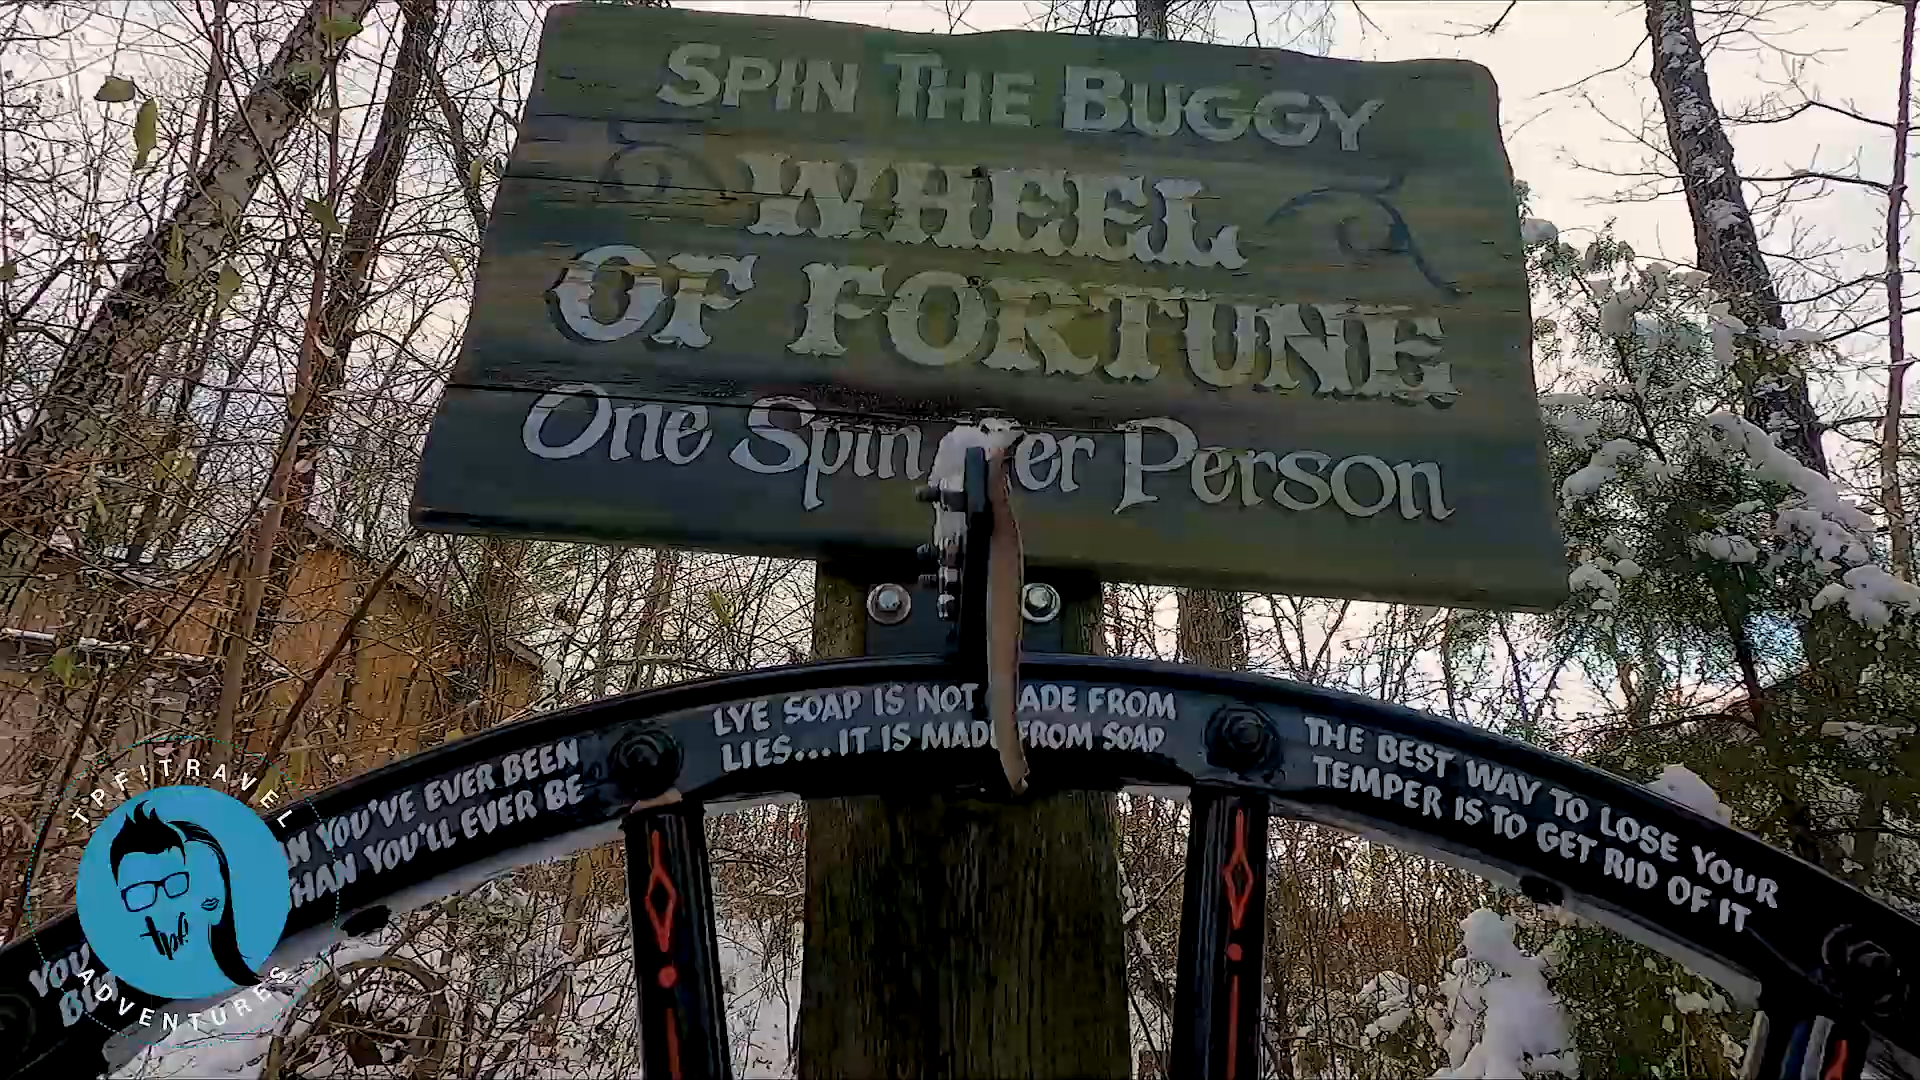 SPIN THE BUGGY
WHEEL
OF FORTUNE
One Spin Per Person
LYE SOAP IS NOT MADE FROM
LIES...IT IS MADE FROM SOAP
THE BEST WAY TO LOSE YOUR
TEMPER IS TO GET RID OF IT
YOU'VE EVER BEEN
YOU'LL EVER BE
YOU
TPFITRAVEL
tpf!
ADVENTURES